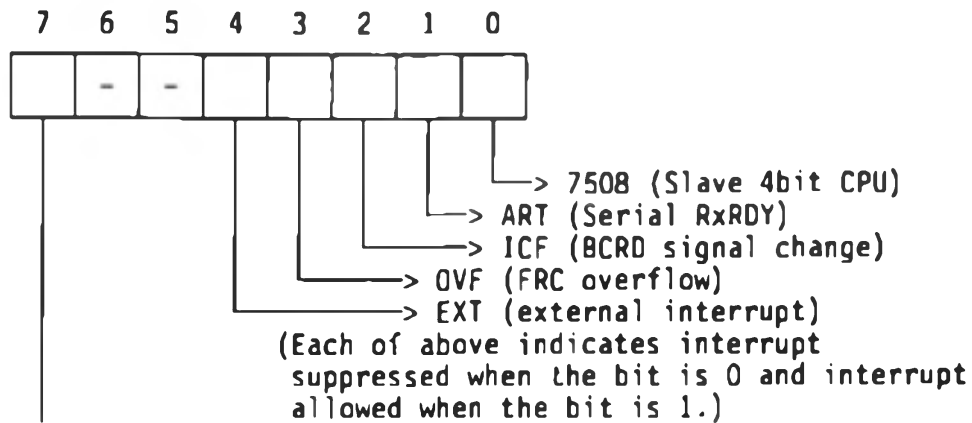 7 6 5 4 3 2 1 0
- -
> 7508 (Slave 4bit CPU)
> ART (Serial RxRDY)
> ICF (BCRD signal change)
> OVF (FRC overflow)
> EXT (external interrupt)
(Each of above indicates interrupt
suppressed when the bit is 0 and interrupt
allowed when the bit is 1.)